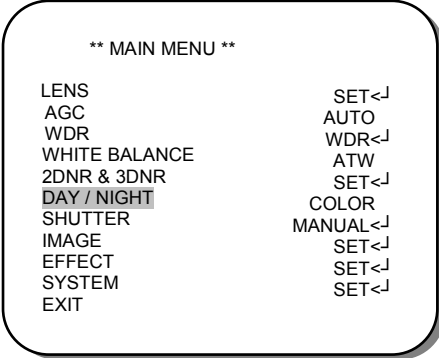 ** MAIN MENU **
LENS SET<┘
AGC AUTO
WDR WDR<┘
WHITE BALANCE ATW
2DNR & 3DNR SET<┘
DAY / NIGHT COLOR
SHUTTER MANUAL<┘
IMAGE SET<┘
EFFECT SET<┘
SYSTEM SET<┘
EXIT